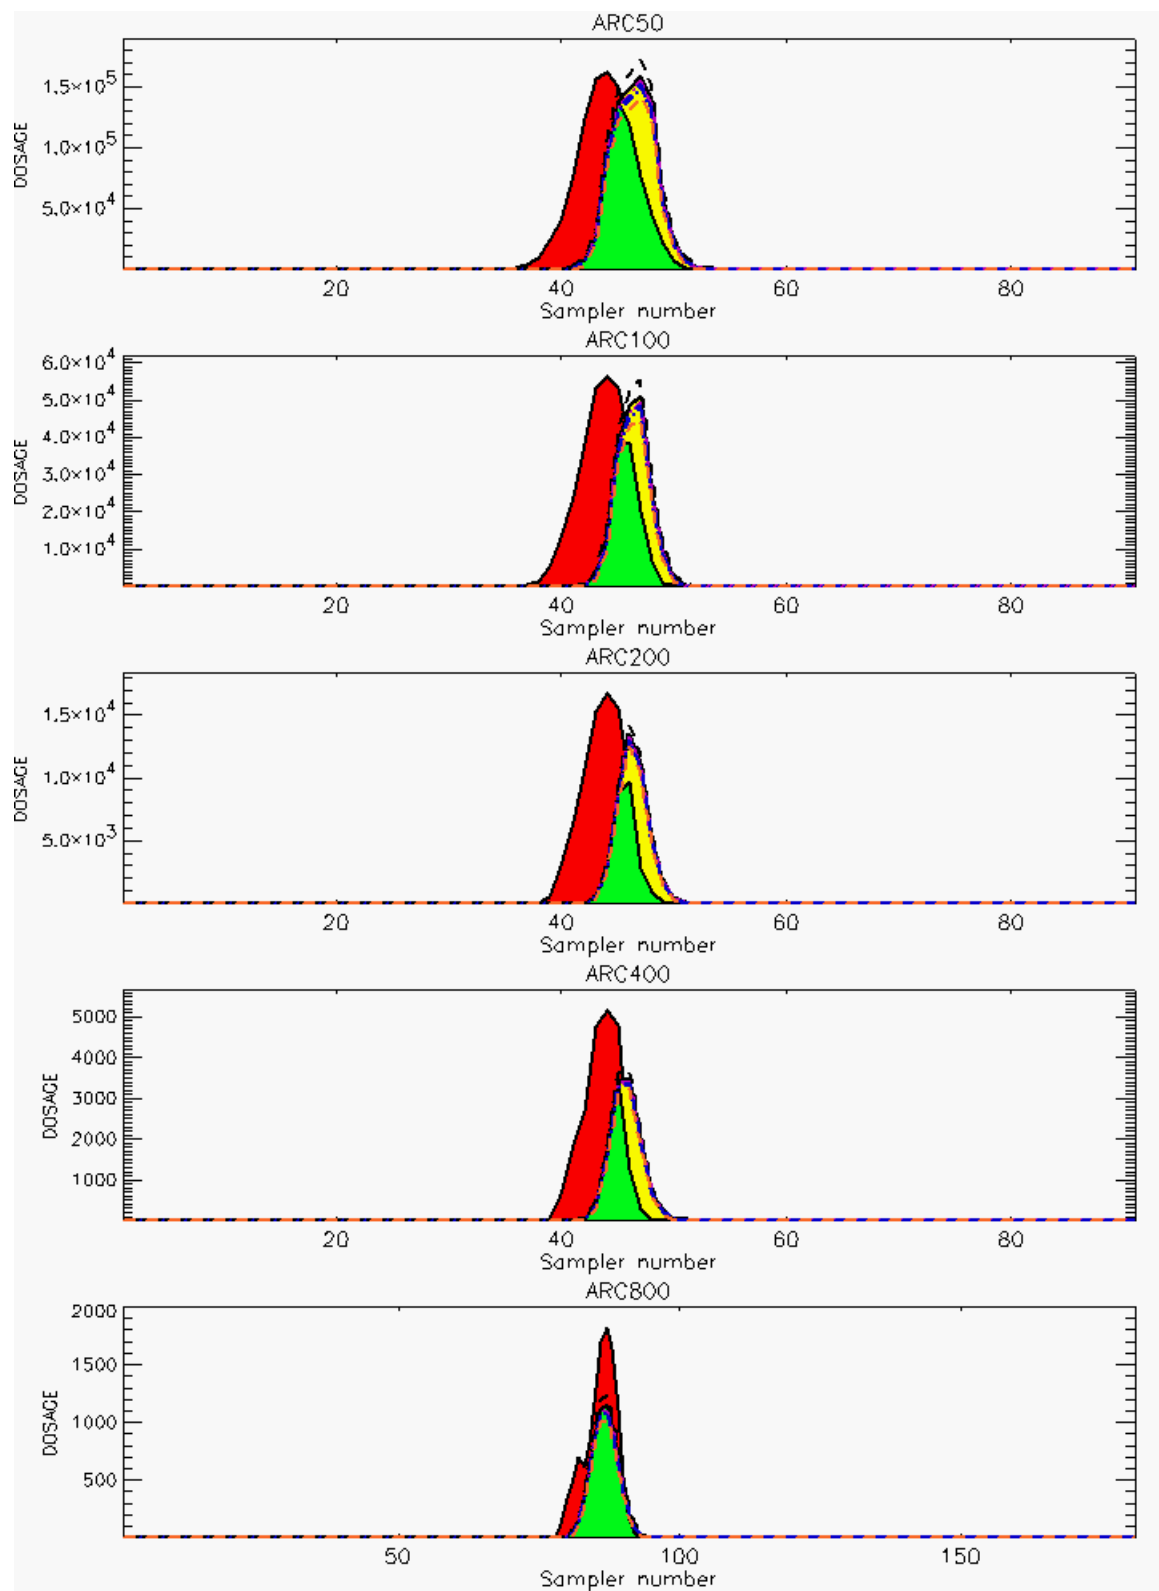 ARC50
1.5×10⁵
1.0×10⁵
5.0×10⁴
DOSAGE
20 40 60 80
Sampler number
ARC100
6.0×10⁴
5.0×10⁴
4.0×10⁴
3.0×10⁴
2.0×10⁴
1.0×10⁴
DOSAGE
20 40 60 80
Sampler number
ARC200
1.5×10⁴
1.0×10⁴
5.0×10³
DOSAGE
20 40 60 80
Sampler number
ARC400
5000
4000
3000
2000
1000
DOSAGE
20 40 60 80
Sampler number
ARC800
2000
1500
1000
500
DOSAGE
50 100 150
Sampler number